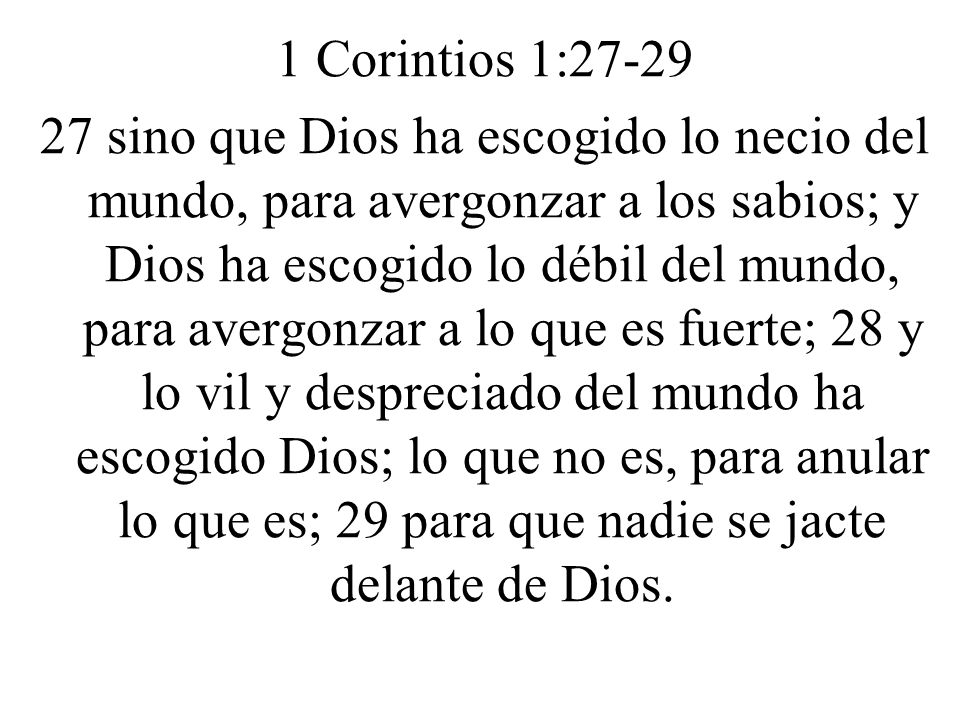 1 Corintios 1:27-29
27 sino que Dios ha escogido lo necio del
mundo, para avergonzar a los sabios; y
Dios ha escogido lo débil del mundo,
para avergonzar a lo que es fuerte; 28 y
lo vil y despreciado del mundo ha
escogido Dios; lo que no es, para anular
lo que es; 29 para que nadie se jacte
delante de Dios.